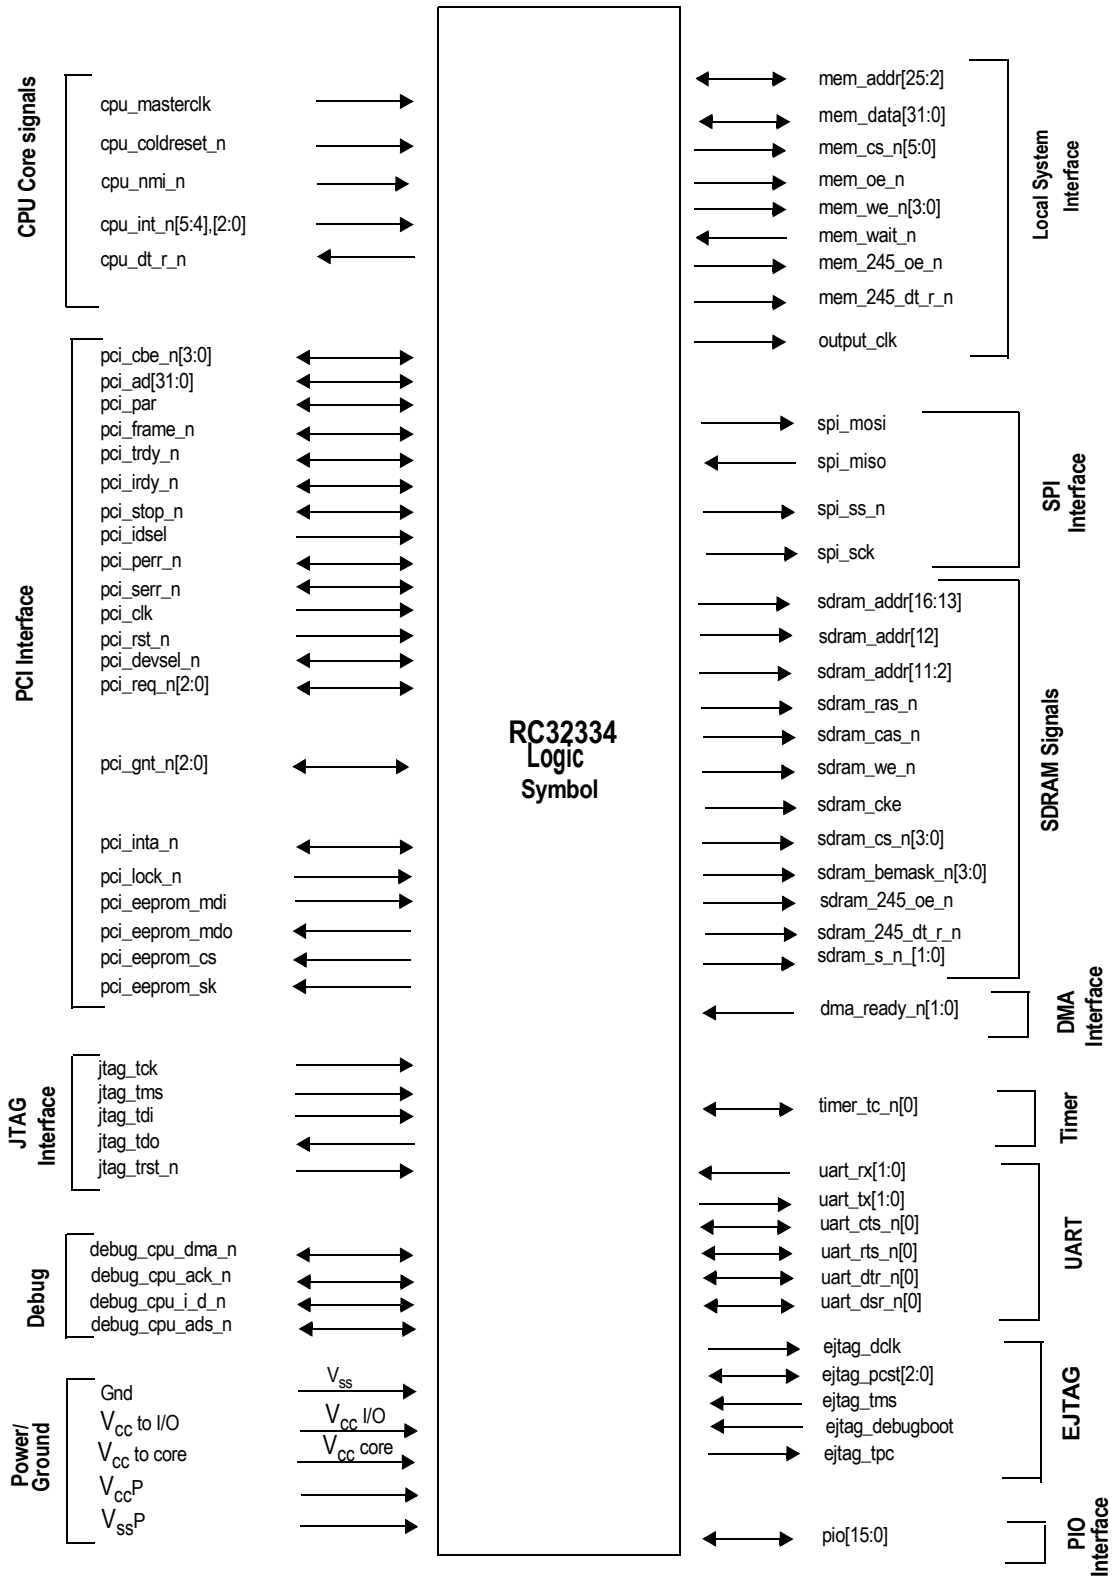 CPU Core signals
cpu_masterclk
cpu_coldreset_n
cpu_nmi_n
cpu_int_n[5:4],[2:0]
cpu_dt_r_n
PCI Interface
pci_cbe_n[3:0]
pci_ad[31:0]
pci_par
pci_frame_n
pci_trdy_n
pci_irdy_n
pci_stop_n
pci_idsel
pci_perr_n
pci_serr_n
pci_clk
pci_rst_n
pci_devsel_n
pci_req_n[2:0]
pci_gnt_n[2:0]
pci_inta_n
pci_lock_n
pci_eeprom_mdi
pci_eeprom_mdo
pci_eeprom_cs
pci_eeprom_sk
JTAG
Interface
jtag_tck
jtag_tms
jtag_tdi
jtag_tdo
jtag_trst_n
Debug
debug_cpu_dma_n
debug_cpu_ack_n
debug_cpu_i_d_n
debug_cpu_ads_n
Power/
Ground
Gnd
Vss
Vcc to I/O
Vcc I/O
Vcc to core
Vcc core
VccP
VssP
RC32334
Logic
Symbol
mem_addr[25:2]
mem_data[31:0]
mem_cs_n[5:0]
mem_oe_n
mem_we_n[3:0]
mem_wait_n
mem_245_oe_n
mem_245_dt_r_n
output_clk
Local System
Interface
spi_mosi
spi_miso
spi_ss_n
spi_sck
SPI
Interface
sdram_addr[16:13]
sdram_addr[12]
sdram_addr[11:2]
sdram_ras_n
sdram_cas_n
sdram_we_n
sdram_cke
sdram_cs_n[3:0]
sdram_bemask_n[3:0]
sdram_245_oe_n
sdram_245_dt_r_n
sdram_s_n_[1:0]
SDRAM Signals
dma_ready_n[1:0]
DMA
Interface
timer_tc_n[0]
Timer
uart_rx[1:0]
uart_tx[1:0]
uart_cts_n[0]
uart_rts_n[0]
uart_dtr_n[0]
uart_dsr_n[0]
UART
ejtag_dclk
ejtag_pcst[2:0]
ejtag_tms
ejtag_debugboot
ejtag_tpc
EJTAG
pio[15:0]
PIO
Interface